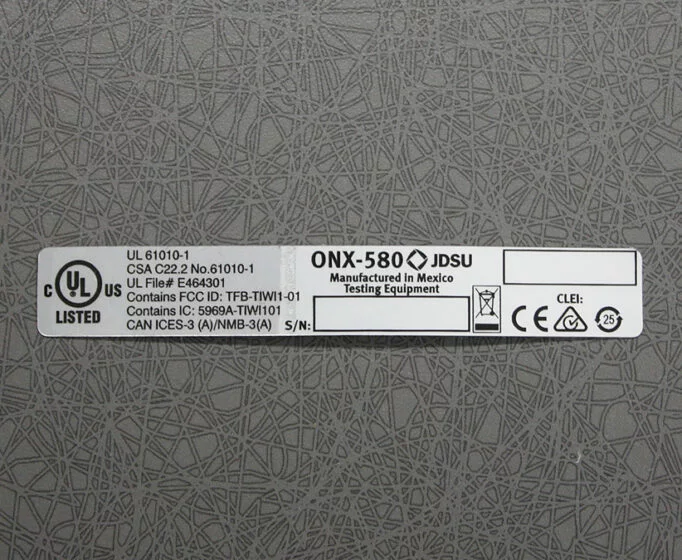 C UL US
LISTED
UL 61010-1
CSA C22.2 No.61010-1
UL File# E464301
Contains FCC ID: TFB-TIWI1-01
Contains IC: 5969A-TIWI101
CAN ICES-3 (A)/NMB-3(A)
ONX-580 JDSU
Manufactured in Mexico
Testing Equipment
S/N:
CLEI:
CE 25